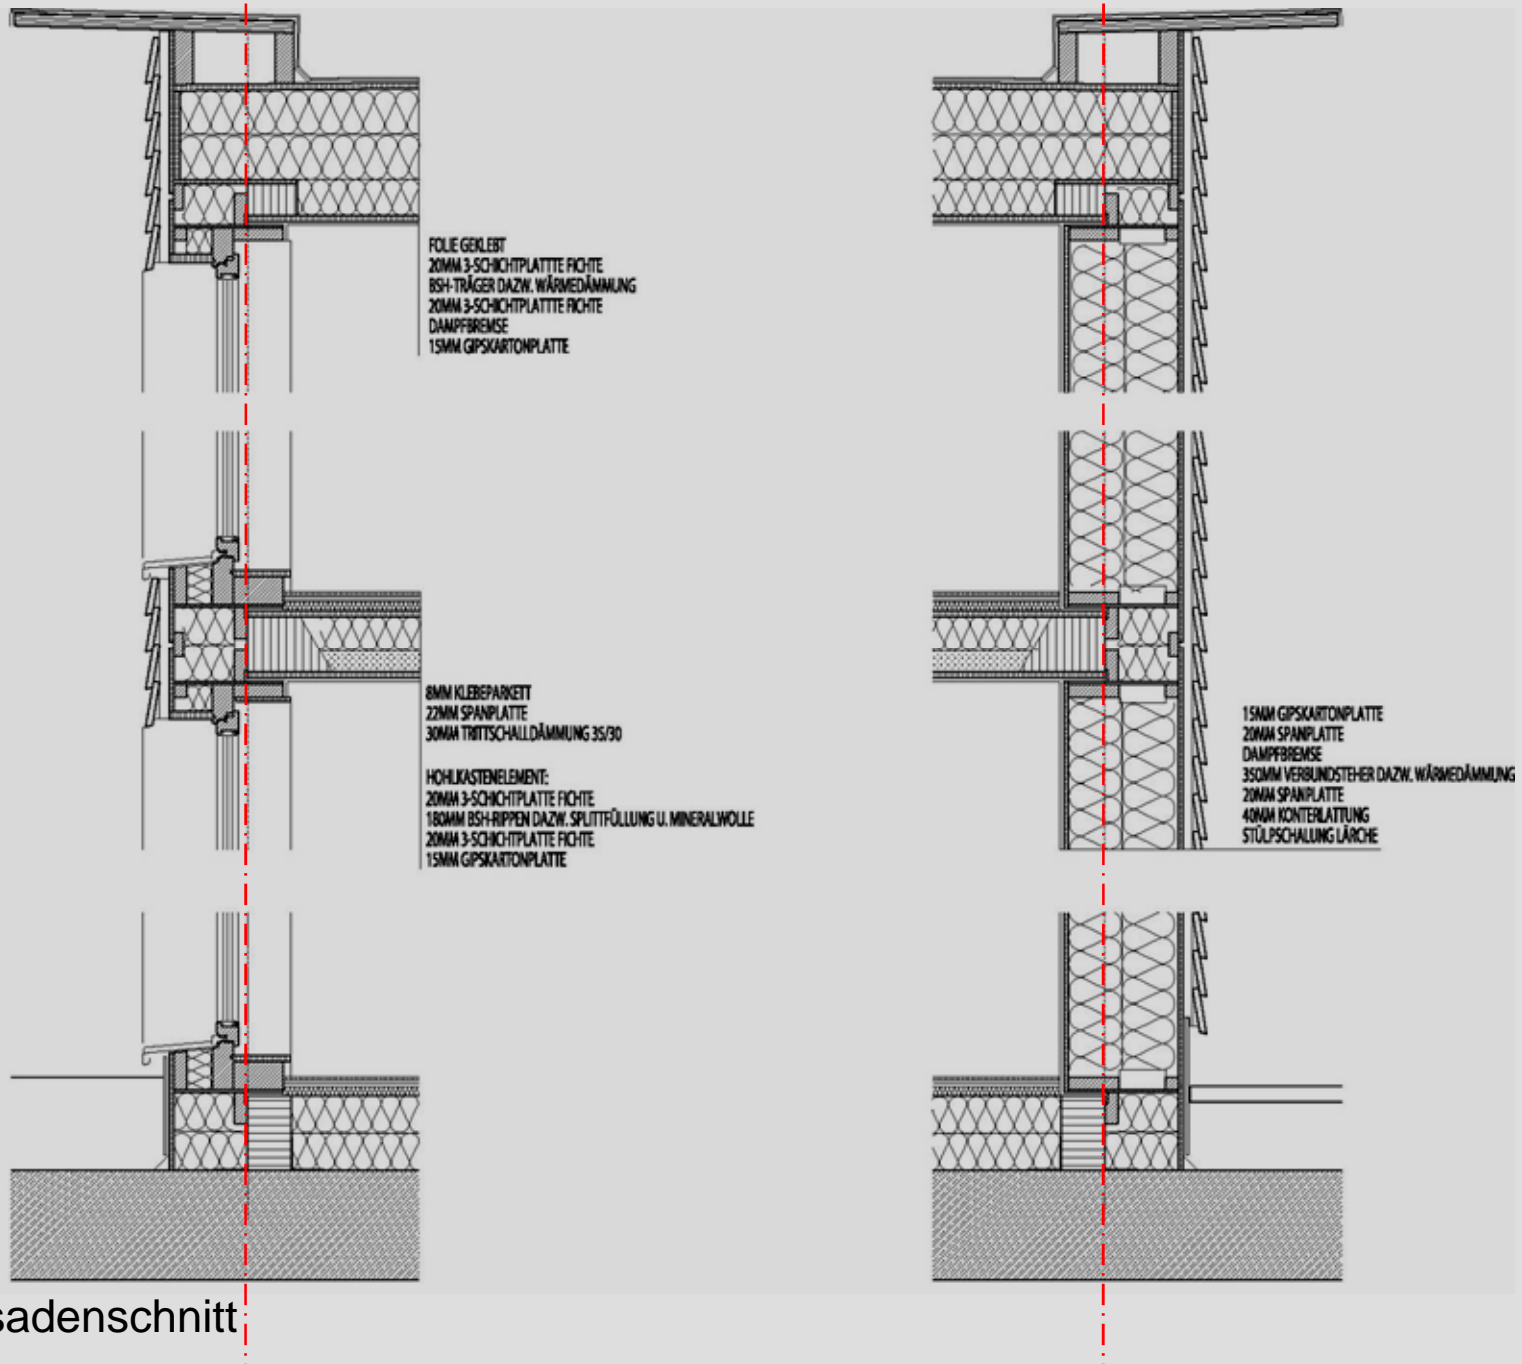 FOLIE GEKLEBT
20MM 3-SCHICHTPLATTTE FICHTE
BSH-TRÄGER DAZW. WÄRMEDÄMMUNG
20MM 3-SCHICHTPLATTTE FICHTE
DAMPFBREMSE
15MM GIPSKARTONPLATTE
8MM KLEBEPARKETT
22MM SPANPLATTE
30MM TRITTSCHALLDÄMMUNG 35/30
HOHLKASTENELEMENT:
20MM 3-SCHICHTPLATTE FICHTE
180MM BSH-RIPPEN DAZW. SPLITTFÜLLUNG U. MINERALWOLLE
20MM 3-SCHICHTPLATTE FICHTE
15MM GIPSKARTONPLATTE
15MM GIPSKARTONPLATTE
20MM SPANPLATTE
DAMPFBREMSE
350MM VERBUNDSTEHER DAZW. WÄRMEDÄMMUNG
20MM SPANPLATTE
40MM KONTERLATTUNG
STÜLPSCHALUNG LÄRCHE
sadenschnitt